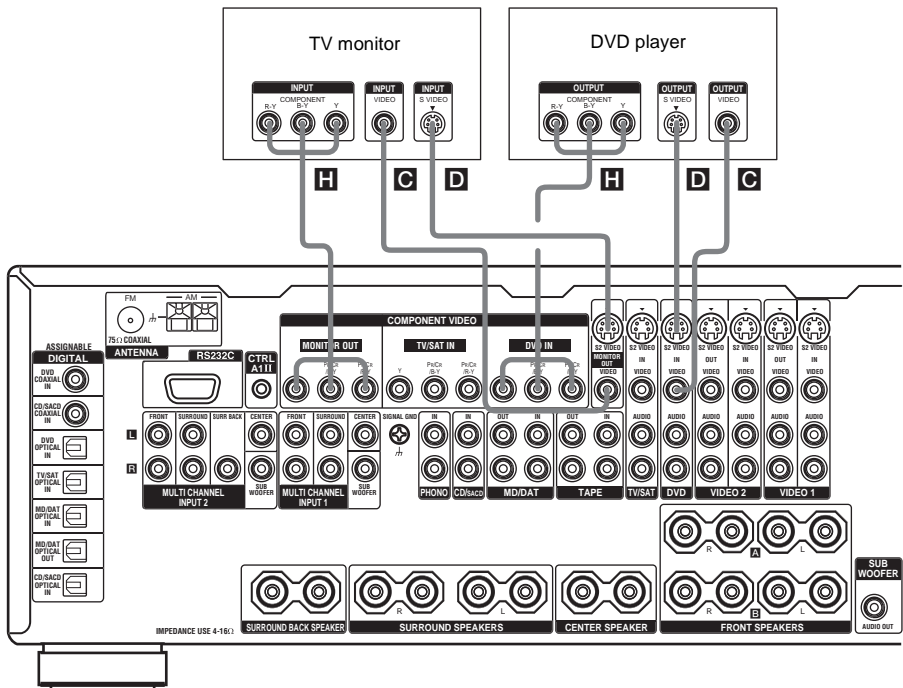 TV monitor
DVD player
INPUT
COMPONENT
R-Y B-Y Y
INPUT
VIDEO
INPUT
S VIDEO
OUTPUT
COMPONENT
R-Y B-Y Y
OUTPUT
S VIDEO
OUTPUT
VIDEO
H C D H D C
FM AM
75Ω COAXIAL
ANTENNA
RS232C
CTRL
A1II
COMPONENT VIDEO
MONITOR OUT TV/SAT IN DVD IN
Y PB/CB /B-Y PR/CR /R-Y
S2 VIDEO S2 VIDEO S2 VIDEO S2 VIDEO S2 VIDEO S2 VIDEO S2 VIDEO
MONITOR
OUT
IN IN OUT IN OUT IN
VIDEO VIDEO VIDEO VIDEO VIDEO VIDEO VIDEO
ASSIGNABLE
DIGITAL
DVD
COAXIAL
IN
CD/SACD
COAXIAL
IN
DVD
OPTICAL
IN
TV/SAT
OPTICAL
IN
MD/DAT
OPTICAL
IN
MD/DAT
OPTICAL
OUT
CD/SACD
OPTICAL
IN
FRONT SURROUND SURR BACK CENTER
FRONT SURROUND CENTER
SIGNAL GND
IN IN OUT IN OUT IN
AUDIO AUDIO AUDIO AUDIO AUDIO AUDIO
L
R
SUB
WOOFER
SUB
WOOFER
MULTI CHANNEL
INPUT 2
MULTI CHANNEL
INPUT 1
PHONO CD/SACD MD/DAT TAPE TV/SAT DVD VIDEO 2 VIDEO 1
R A L
R L
R B L
SUB
WOOFER
AUDIO OUT
IMPEDANCE USE 4-16Ω
SURROUND BACK SPEAKER SURROUND SPEAKERS CENTER SPEAKER FRONT SPEAKERS